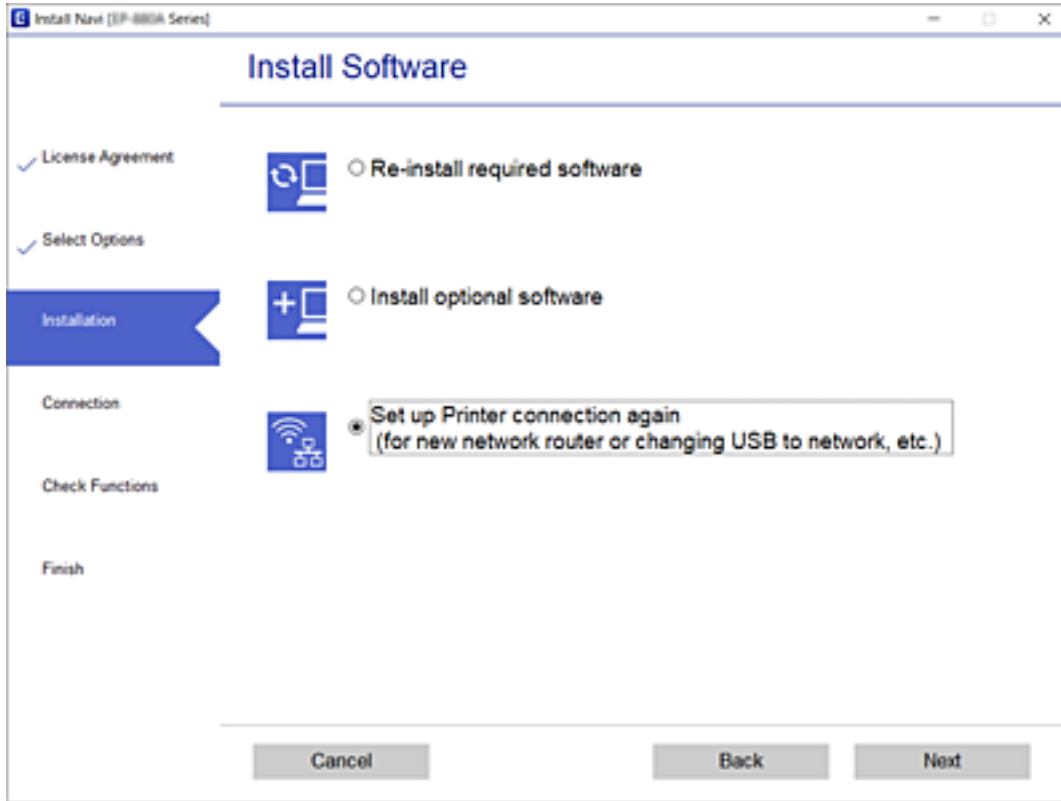 Install Navi [EP-880A Series]
Install Software
License Agreement
Select Options
Installation
Connection
Check Functions
Finish
Re-install required software
Install optional software
Set up Printer connection again
(for new network router or changing USB to network, etc.)
Cancel
Back
Next